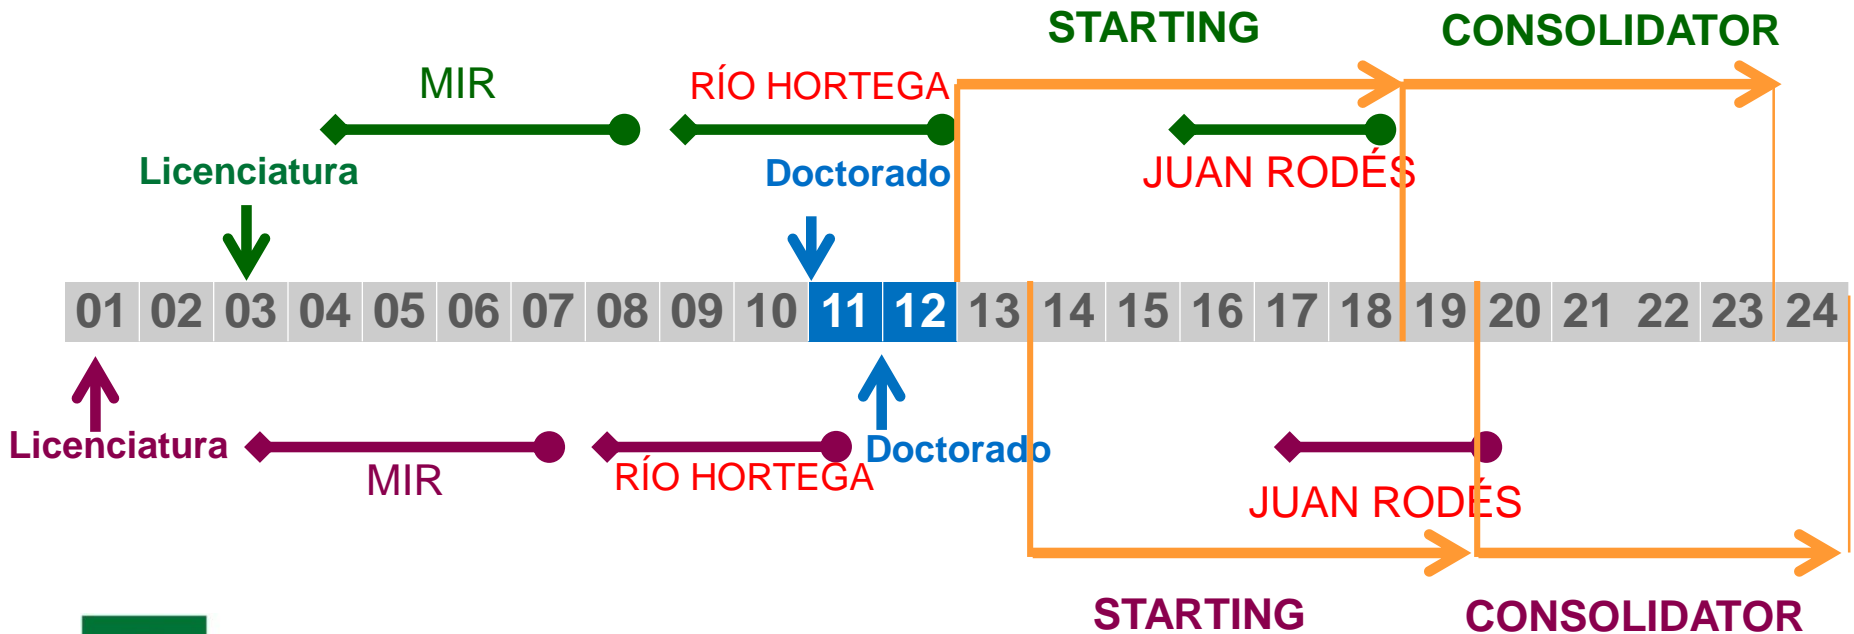 STARTING CONSOLIDATOR
MIR RÍO HORTEGA
Licenciatura Doctorado JUAN RODÉS
01 02 03 04 05 06 07 08 09 10 11 12 13 14 15 16 17 18 19 20 21 22 23 24
Licenciatura Doctorado
MIR RÍO HORTEGA JUAN RODÉS
STARTING CONSOLIDATOR